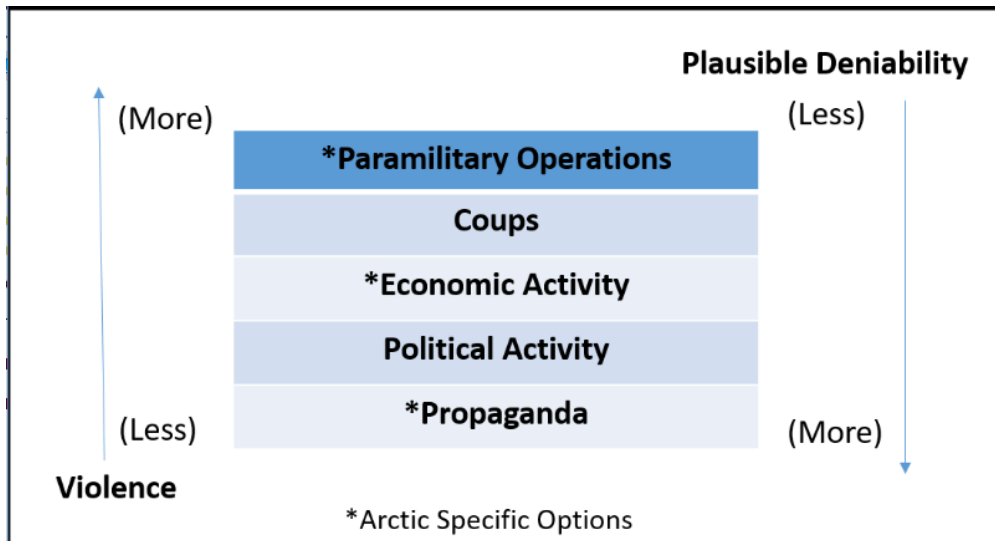 Plausible Deniability
(More)
(Less)
*Paramilitary Operations
Coups
*Economic Activity
Political Activity
*Propaganda
(Less)
(More)
Violence
*Arctic Specific Options